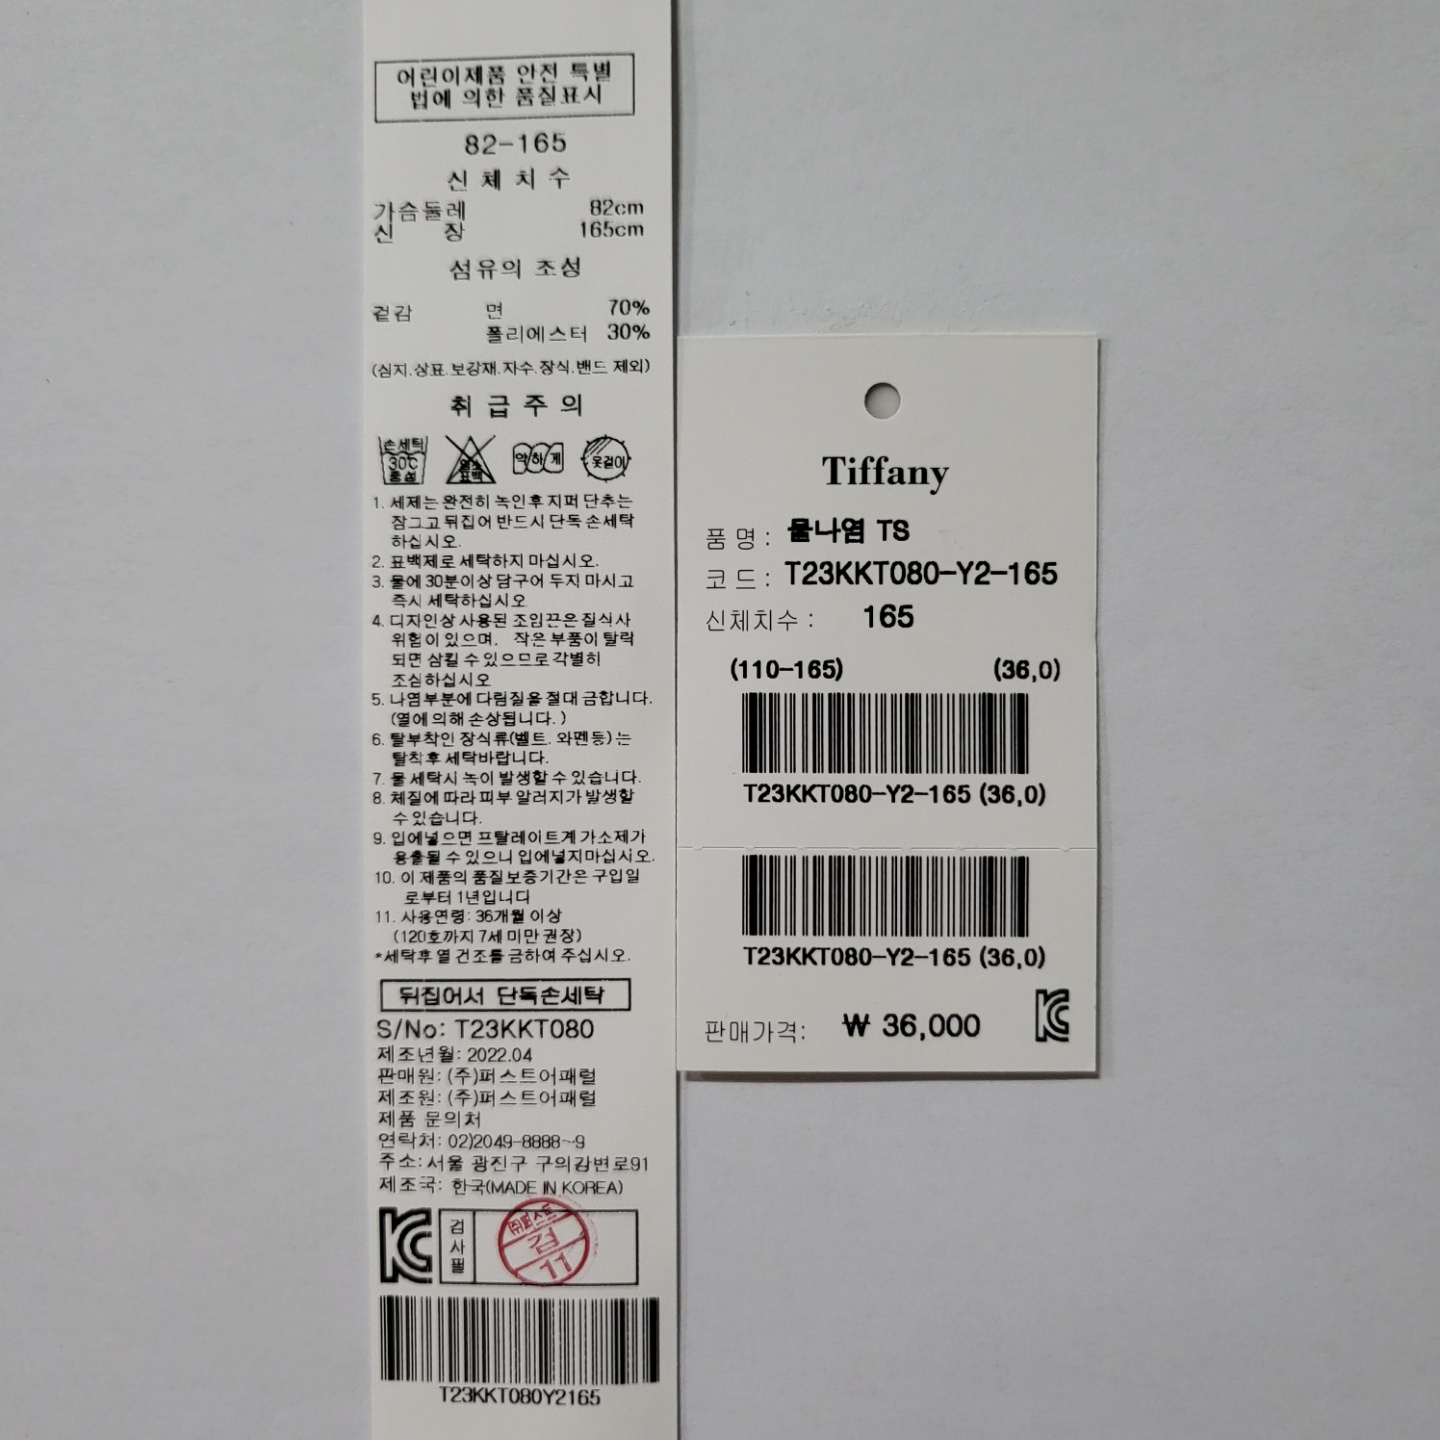 어린이제품 안전 특별
법에 의한 품질표시
82-165
신체치수
가슴둘레 82cm
신 장 165cm
섬유의 조성
겉감 면 70%
폴리에스터 30%
(심지.상표.보강재.자수.장식.밴드 제외)
취급주의
손세탁
30℃
중성
염소
표백
약하게
옷걸이
1. 세제는 완전히 녹인후 지퍼 단추는
잠그고 뒤집어 반드시 단독 손세탁
하십시오.
2. 표백제로 세탁하지 마십시오.
3. 물에 30분이상 담구어 두지 마시고
즉시 세탁하십시오
4. 디자인상 사용된 조임끈은 질식사
위험이 있으며. 작은 부품이 탈락
되면 삼킬 수 있으므로 각별히
조심하십시오
5. 나염부분에 다림질을 절대 금합니다.
(열에 의해 손상됩니다. )
6. 탈부착인 장식류(벨트. 와펜등) 는
탈착후 세탁바랍니다.
7. 물 세탁시 녹이 발생할 수 있습니다.
8. 체질에 따라 피부 알러지가 발생할
수 있습니다.
9. 입에넣으면 프탈레이트계 가소제가
용출될 수 있으니 입에넣지마십시오.
10. 이 제품의 품질보증기간은 구입일
로부터 1년입니다
11. 사용연령: 36개월 이상
(120호까지 7세 미만 권장)
*세탁후 열 건조를 금하여 주십시오.
뒤집어서 단독손세탁
S/No: T23KKT080
제조년월: 2022.04
판매원: (주)퍼스트어패럴
제조원: (주)퍼스트어패럴
제품 문의처
연락처: 02)2049-8888~9
주소: 서울 광진구 구의강변로91
제조국: 한국(MADE IN KOREA)
KC
검사필
㈜퍼스트
검
11
T23KKT080Y2165
Tiffany
품 명 : 물나염 TS
코 드 : T23KKT080-Y2-165
신체치수 : 165
(110-165) (36,0)
T23KKT080-Y2-165 (36,0)
T23KKT080-Y2-165 (36,0)
판매가격: ₩ 36,000
KC